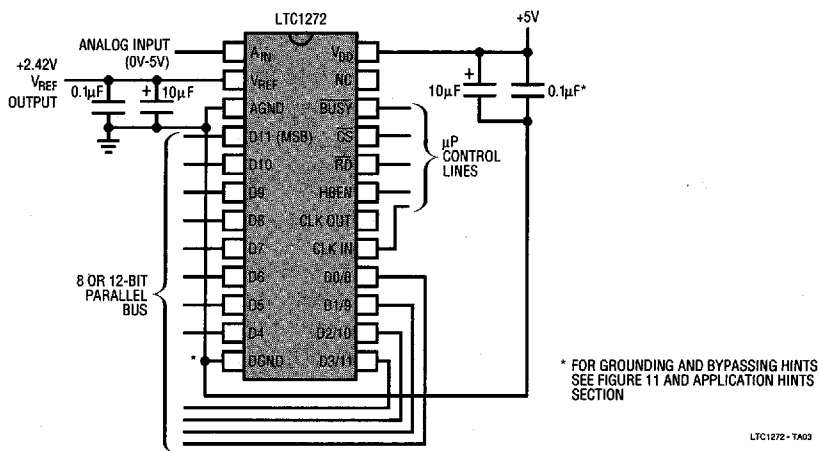 LTC1272
+5V
ANALOG INPUT
(0V-5V)
+2.42V
VREF
OUTPUT
0.1µF
+
10µF
AIN
VREF
AGND
D11 (MSB)
D10
D9
D8
D7
D6
D5
D4
DGND
VDD
NC
BUSY
CS
RD
HBEN
CLK OUT
CLK IN
D0/8
D1/9
D2/10
D3/11
+
10µF
0.1µF*
µP
CONTROL
LINES
8 OR 12-BIT
PARALLEL
BUS
*
* FOR GROUNDING AND BYPASSING HINTS
SEE FIGURE 11 AND APPLICATION HINTS
SECTION
LTC1272 • TA03